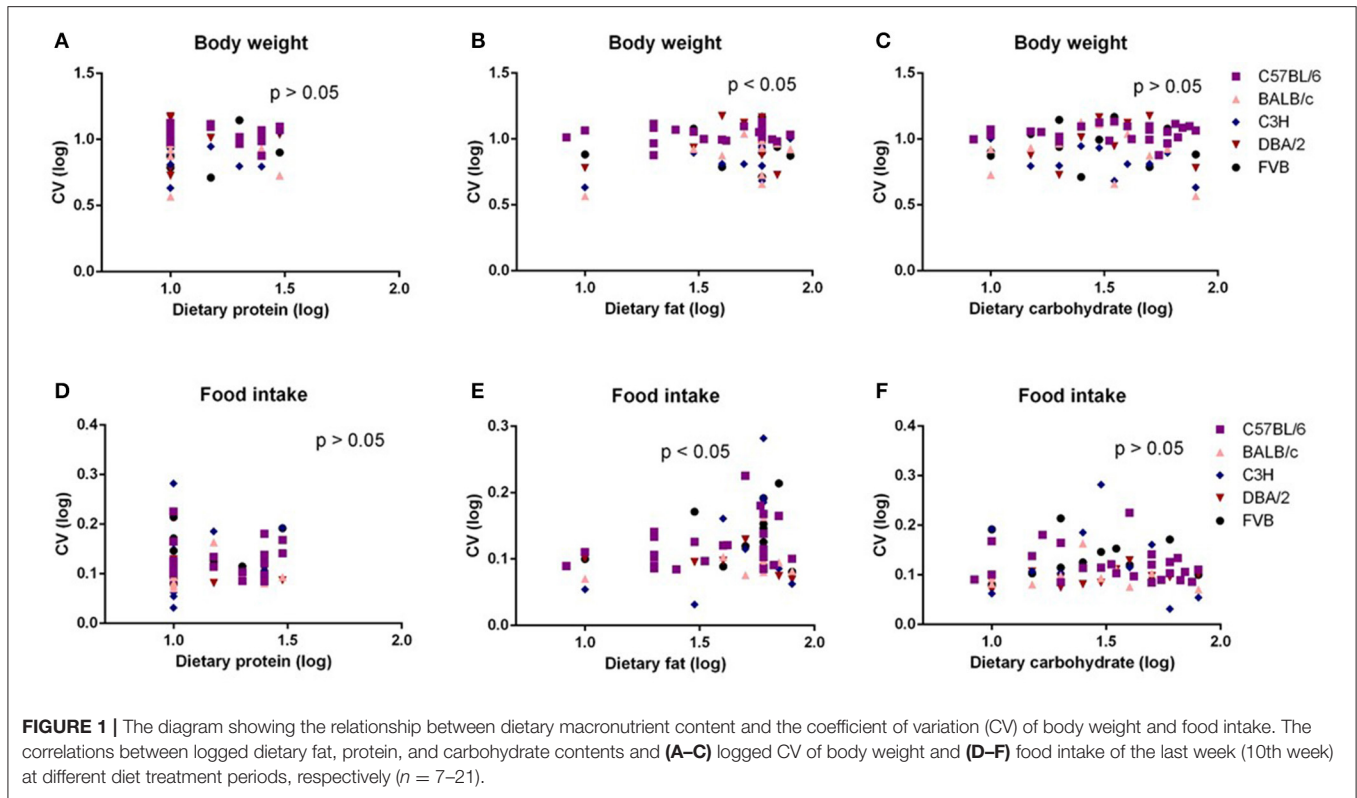 A
Body weight
1.5
p > 0.05
1.0
CV (log)
0.5
0.0
1.0
1.5
2.0
Dietary protein (log)
B
Body weight
1.5
p < 0.05
1.0
CV (log)
0.5
0.0
1.0
1.5
2.0
Dietary fat (log)
C
Body weight
1.5
p > 0.05
1.0
CV (log)
0.5
0.0
1.0
1.5
2.0
Dietary carbohydrate (log)
C57BL/6
BALB/c
C3H
DBA/2
FVB
D
Food intake
0.4
p > 0.05
0.3
CV (log)
0.2
0.1
0.0
1.0
1.5
2.0
Dietary protein (log)
E
Food intake
0.3
p < 0.05
0.2
CV (log)
0.1
0.0
1.0
1.5
2.0
Dietary fat (log)
F
Food intake
0.4
p > 0.05
0.3
CV (log)
0.2
0.1
0.0
1.0
1.5
2.0
Dietary carbohydrate (log)
C57BL/6
BALB/c
C3H
DBA/2
FVB
FIGURE 1 | The diagram showing the relationship between dietary macronutrient content and the coefficient of variation (CV) of body weight and food intake. The
correlations between logged dietary fat, protein, and carbohydrate contents and (A–C) logged CV of body weight and (D–F) food intake of the last week (10th week)
at different diet treatment periods, respectively (n = 7–21).